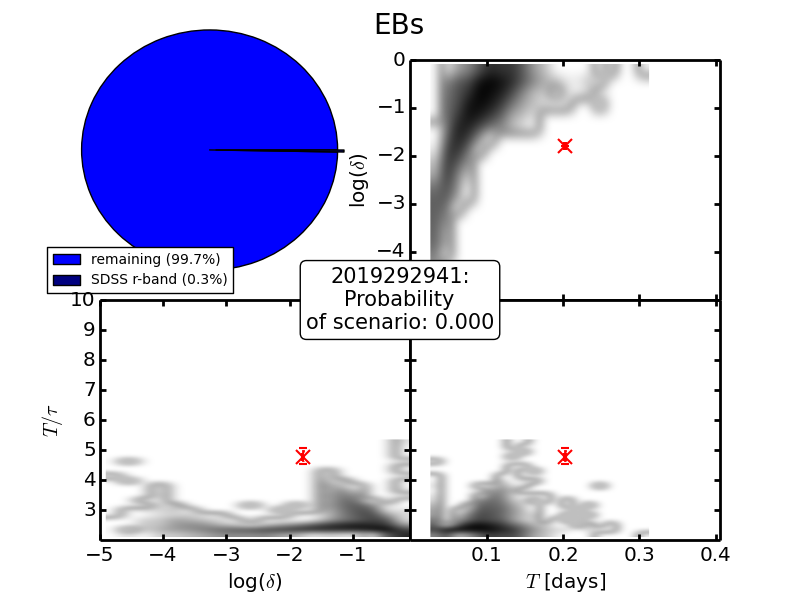 EBs
0
−1
−2
−3
−4
log(δ)
remaining (99.7%)
SDSS r-band (0.3%)
2019292941:
Probability
of scenario: 0.000
10
9
8
7
6
5
4
3
T/τ
−5 −4 −3 −2 −1
log(δ)
0.1 0.2 0.3 0.4
T [days]